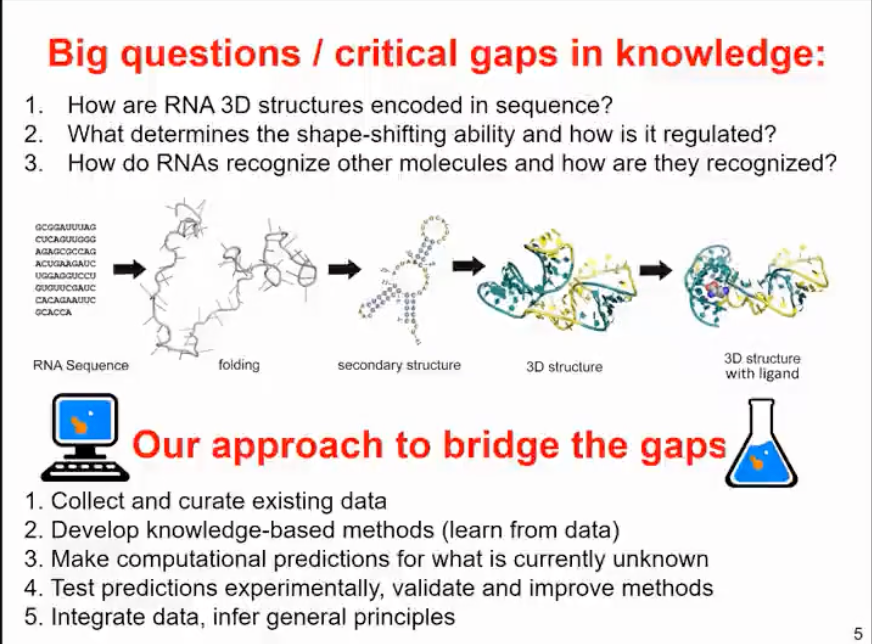 Big questions / critical gaps in knowledge:
1. How are RNA 3D structures encoded in sequence?
2. What determines the shape-shifting ability and how is it regulated?
3. How do RNAs recognize other molecules and how are they recognized?
GCGGAUUUAG
CUCAGUUGGG
AGAGCGCCAG
ACUGAAGAUC
UGGAGGUCCU
GUGUUCGAUC
CACAGAAUUC
GCACCA
RNA Sequence
folding
secondary structure
3D structure
3D structure
with ligand
Our approach to bridge the gaps
1. Collect and curate existing data
2. Develop knowledge-based methods (learn from data)
3. Make computational predictions for what is currently unknown
4. Test predictions experimentally, validate and improve methods
5. Integrate data, infer general principles
5